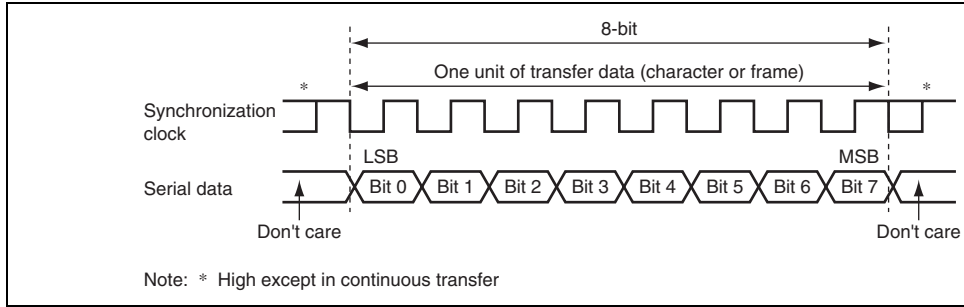 8-bit
One unit of transfer data (character or frame)
* *
Synchronization
clock
LSB MSB
Serial data Bit 0 Bit 1 Bit 2 Bit 3 Bit 4 Bit 5 Bit 6 Bit 7
Don't care Don't care
Note: * High except in continuous transfer